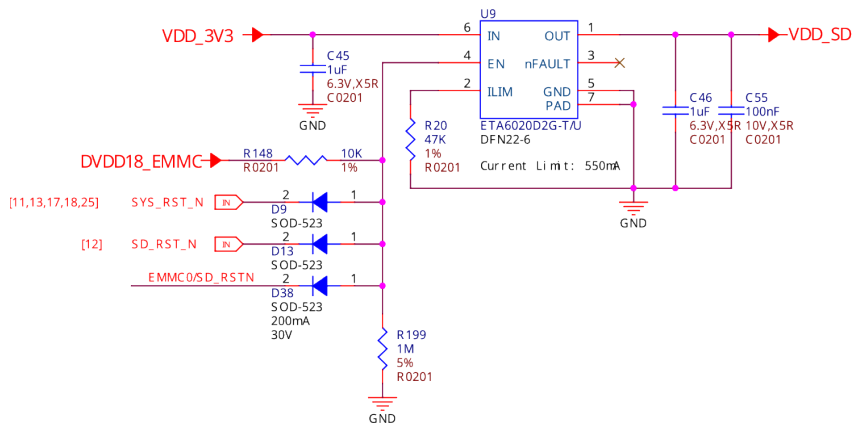 U9
VDD_3V3
6
IN
OUT
1
VDD_SD
4
EN
nFAULT
3
2
ILIM
GND
5
PAD
7
C45
1uF
6.3V,X5R
C0201
GND
R20
47K
1%
R0201
ETA6020D2G-T/U
DFN22-6
Current Limit: 550mA
C46
1uF
6.3V,X5R
C0201
C55
100nF
10V,X5R
C0201
GND
DVDD18_EMMC
R148
R0201
10K
1%
[11,13,17,18,25]
SYS_RST_N
IN
2
1
D9
SOD-523
[12]
SD_RST_N
IN
2
1
D13
SOD-523
EMMC0/SD_RSTN
2
1
D38
SOD-523
200mA
30V
R199
1M
5%
R0201
GND